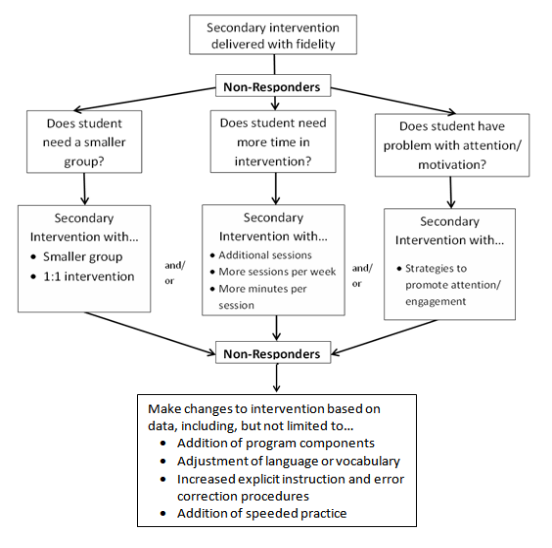 Secondary intervention
delivered with fidelity
Non-Responders
Does student
need a smaller
group?
Does student need
more time in
intervention?
Does student have
problem with attention/
motivation?
Secondary
Intervention with...
• Smaller group
• 1:1 intervention
and/
or
Secondary
Intervention with...
• Additional sessions
• More sessions per week
• More minutes per
session
and/
or
Secondary
Intervention with...
• Strategies to
promote attention/
engagement
Non-Responders
Make changes to intervention based on
data, including, but not limited to...
• Addition of program components
• Adjustment of language or vocabulary
• Increased explicit instruction and error
correction procedures
• Addition of speeded practice